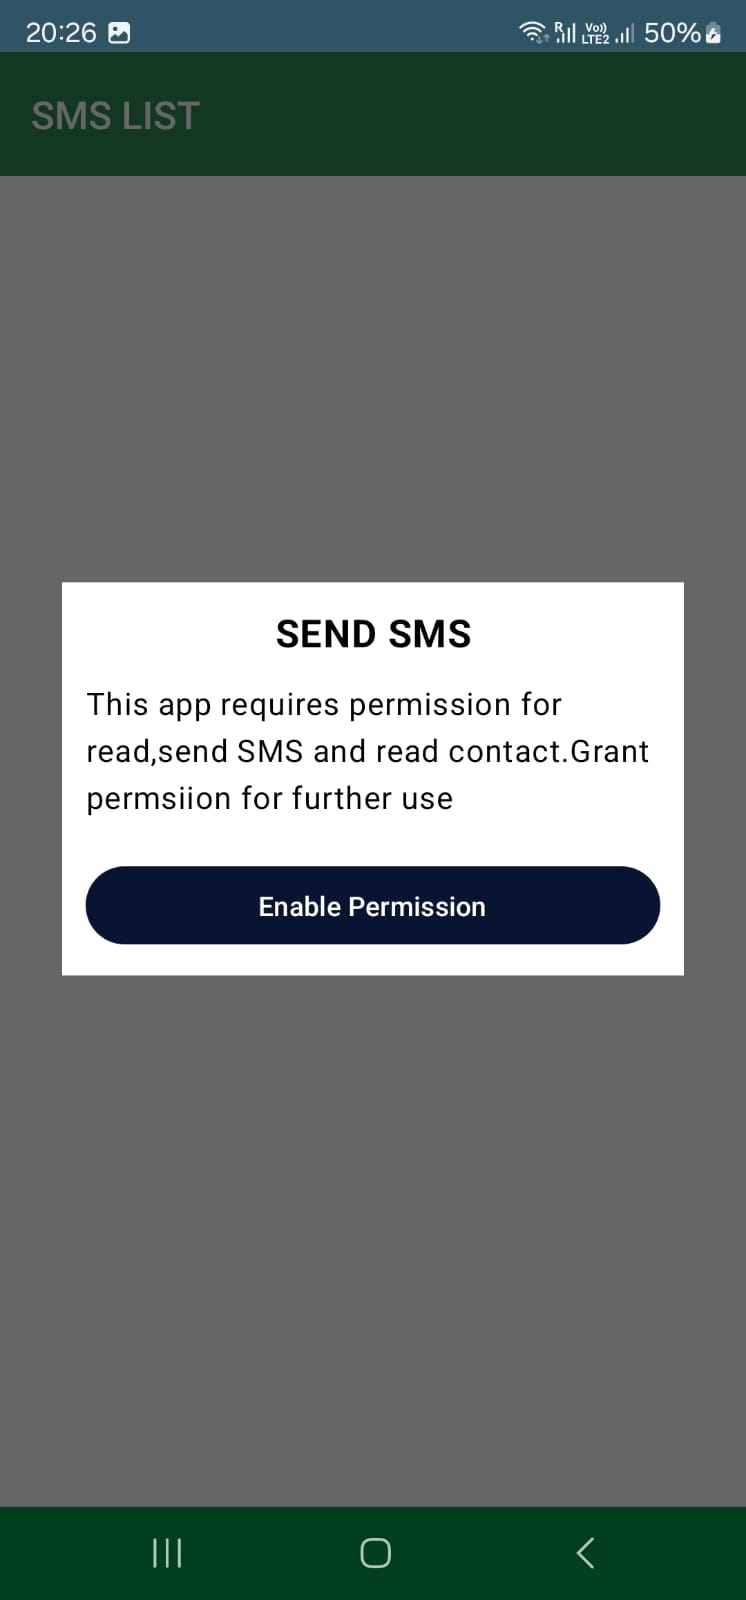 20:26 R Vo)) LTE2 50%
SMS LIST
SEND SMS
This app requires permission for
read,send SMS and read contact.Grant
permsiion for further use
Enable Permission